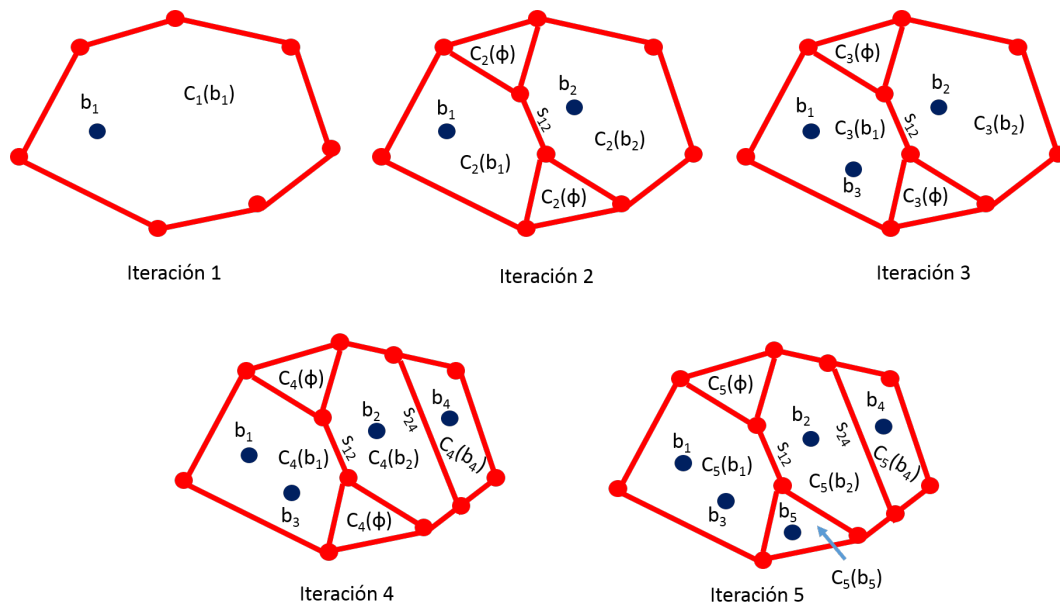 C₁(b₁)
b₁
Iteración 1
C₂(ϕ)
b₂
b₁
s₁₂
C₂(b₂)
C₂(b₁)
C₂(ϕ)
Iteración 2
C₃(ϕ)
b₂
b₁
C₃(b₁)
s₁₂
C₃(b₂)
b₃
C₃(ϕ)
Iteración 3
C₄(ϕ)
b₄
b₂
s₂₄
b₁
s₁₂
C₄(b₁)
C₄(b₂)
C₄(b₄)
b₃
C₄(ϕ)
Iteración 4
C₅(ϕ)
b₄
b₂
s₂₄
b₁
s₁₂
C₅(b₁)
C₅(b₂)
C₅(b₄)
b₃
b₅
C₅(b₅)
Iteración 5